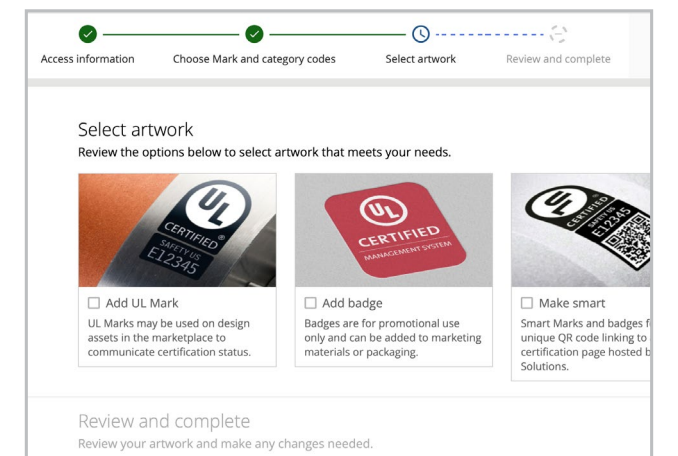 Access information
Choose Mark and category codes
Select artwork
Review and complete
Select artwork
Review the options below to select artwork that meets your needs.
UL
CERTIFIED
SAFETY US
E12345
UL
CERTIFIED
MANAGEMENT SYSTEM
UL
CERTIFIED
SAFETY US
E12345
Add UL Mark
UL Marks may be used on design
assets in the marketplace to
communicate certification status.
Add badge
Badges are for promotional use
only and can be added to marketing
materials or packaging.
Make smart
Smart Marks and badges
unique QR code linking to
certification page hosted
Solutions.
Review and complete
Review your artwork and make any changes needed.